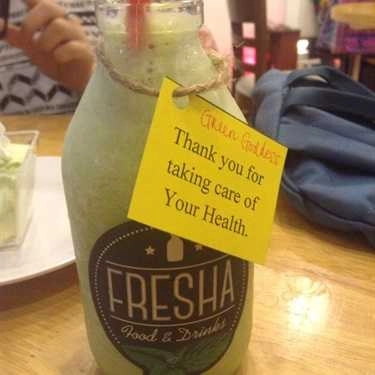 Green Goddess
Thank you for
taking care of
Your Health.
FRESHA
Food & Drinks